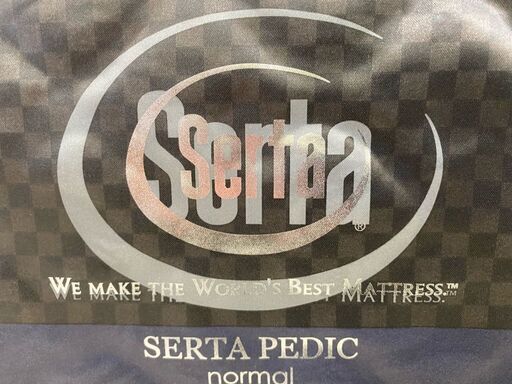 Serta®
WE MAKE THE WORLD'S BEST MATTRESS.™
SERTA PEDIC
normal